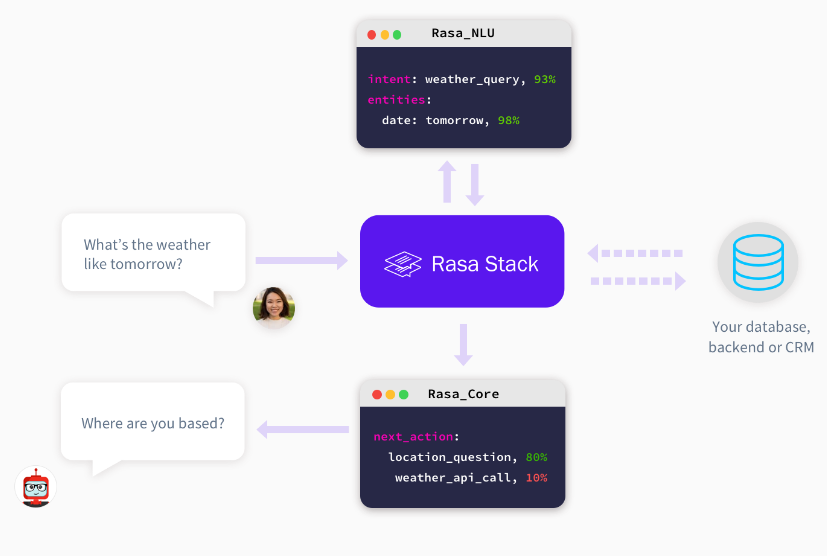 Rasa_NLU
intent: weather_query, 93%
entities:
date: tomorrow, 98%
What's the weather
like tomorrow?
Rasa Stack
Your database,
backend or CRM
Rasa_Core
next_action:
location_question, 80%
weather_api_call, 10%
Where are you based?